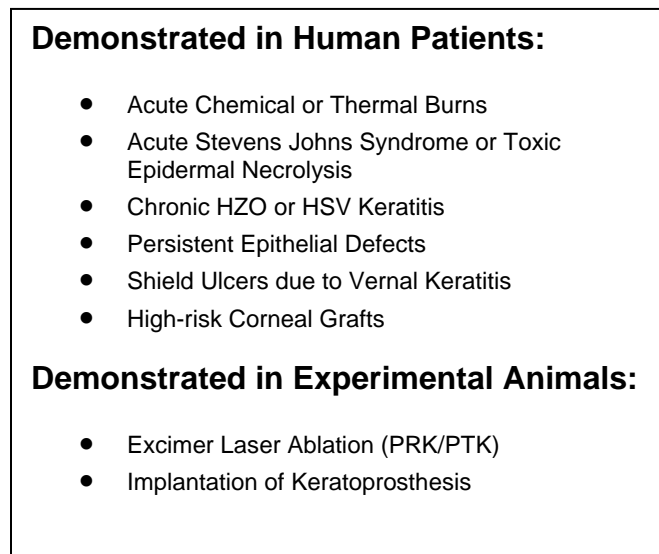 Demonstrated in Human Patients:
● Acute Chemical or Thermal Burns
● Acute Stevens Johns Syndrome or Toxic
Epidermal Necrolysis
● Chronic HZO or HSV Keratitis
● Persistent Epithelial Defects
● Shield Ulcers due to Vernal Keratitis
● High-risk Corneal Grafts
Demonstrated in Experimental Animals:
● Excimer Laser Ablation (PRK/PTK)
● Implantation of Keratoprosthesis